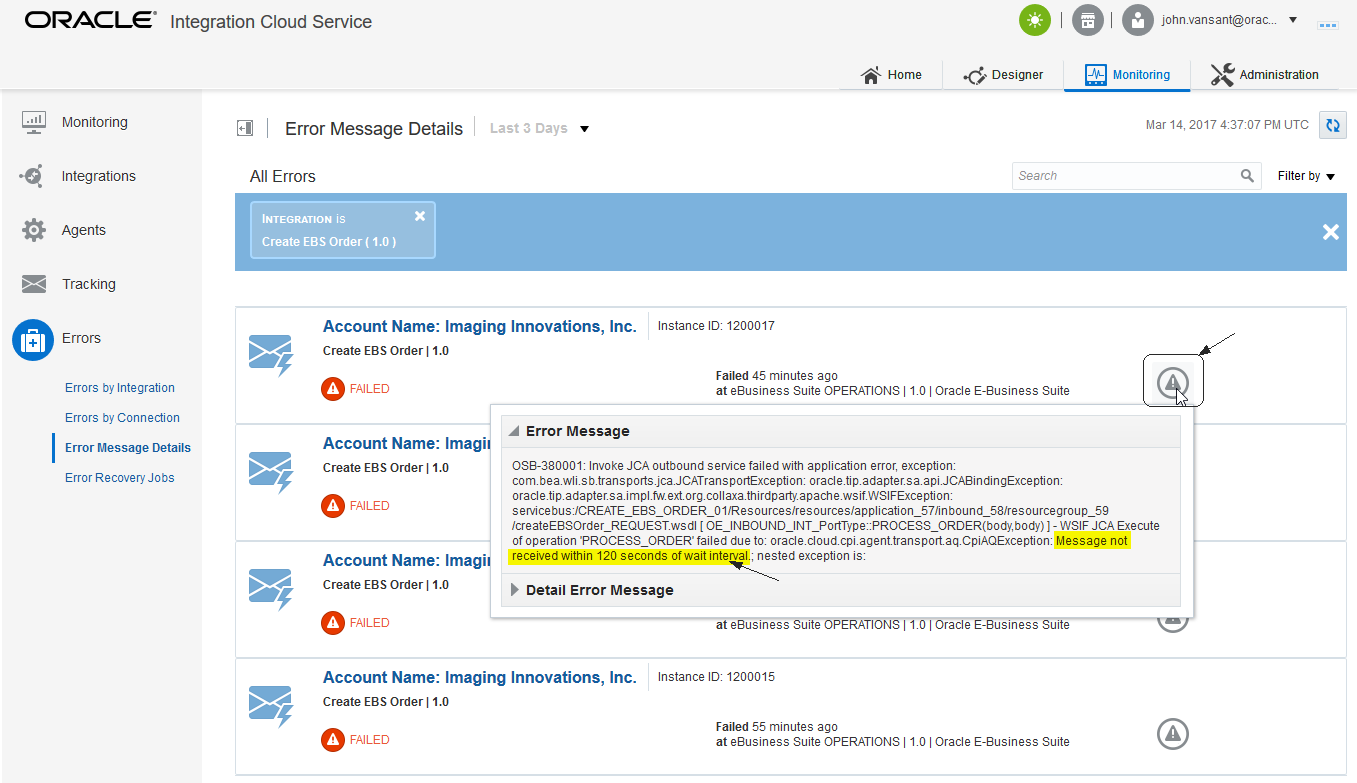 ORACLE® Integration Cloud Service
john.vansant@orac...
Home
Designer
Monitoring
Administration
Monitoring
Integrations
Agents
Tracking
Errors
Errors by Integration
Errors by Connection
Error Message Details
Error Recovery Jobs
Error Message Details
Last 3 Days
Mar 14, 2017 4:37:07 PM UTC
All Errors
Search
Filter by
INTEGRATION is
Create EBS Order ( 1.0 )
Account Name: Imaging Innovations, Inc.
Instance ID: 1200017
Create EBS Order | 1.0
FAILED
Failed 45 minutes ago
at eBusiness Suite OPERATIONS | 1.0 | Oracle E-Business Suite
Error Message
OSB-380001: Invoke JCA outbound service failed with application error, exception:
com.bea.wli.sb.transports.jca.JCATransportException: oracle.tip.adapter.sa.api.JCABindingException:
oracle.tip.adapter.sa.impl.fw.ext.org.collaxa.thirdparty.apache.wsif.WSIFException:
servicebus:/CREATE_EBS_ORDER_01/Resources/resources/application_57/inbound_58/resourcegroup_59
/createEBSOrder_REQUEST.wsdl [ OE_INBOUND_INT_PortType::PROCESS_ORDER(body,body) ] - WSIF JCA Execute
of operation 'PROCESS_ORDER' failed due to: oracle.cloud.cpi.agent.transport.aq.CpiAQException: Message not
received within 120 seconds of wait interval.; nested exception is:
Detail Error Message
Account Name: Imagi
Create EBS Order | 1.0
FAILED
Account Name: Imagi
Create EBS Order | 1.0
FAILED
at eBusiness Suite OPERATIONS | 1.0 | Oracle E-Business Suite
Account Name: Imaging Innovations, Inc.
Instance ID: 1200015
Create EBS Order | 1.0
FAILED
Failed 55 minutes ago
at eBusiness Suite OPERATIONS | 1.0 | Oracle E-Business Suite